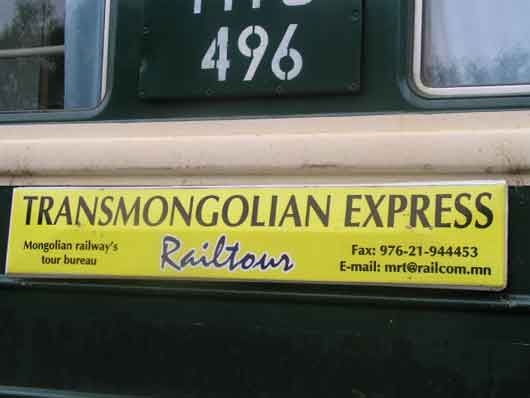 496
TRANSMONGOLIAN EXPRESS
Mongolian railway's
tour bureau
Railtour
Fax: 976-21-944453
E-mail: mrt@railcom.mn